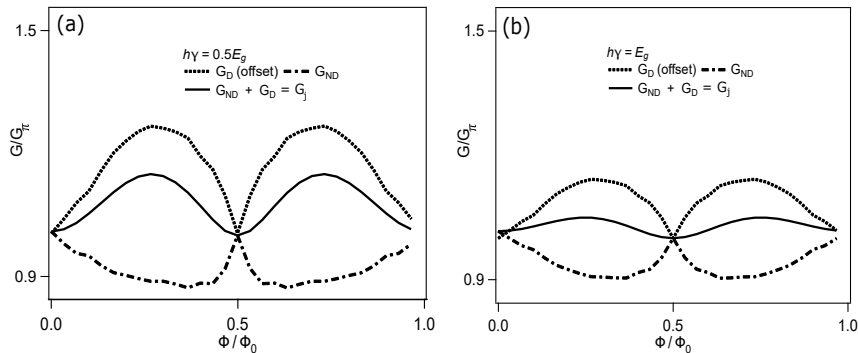 (a)
1.5
hγ = 0.5E_g
G_D (offset) G_ND
G_ND + G_D = G_j
G/G_π
0.9
0.0 0.5 1.0
Φ / Φ_0
(b)
1.5
hγ = E_g
G_D (offset) G_ND
G_ND + G_D = G_j
G/G_π
0.9
0.0 0.5 1.0
Φ / Φ_0